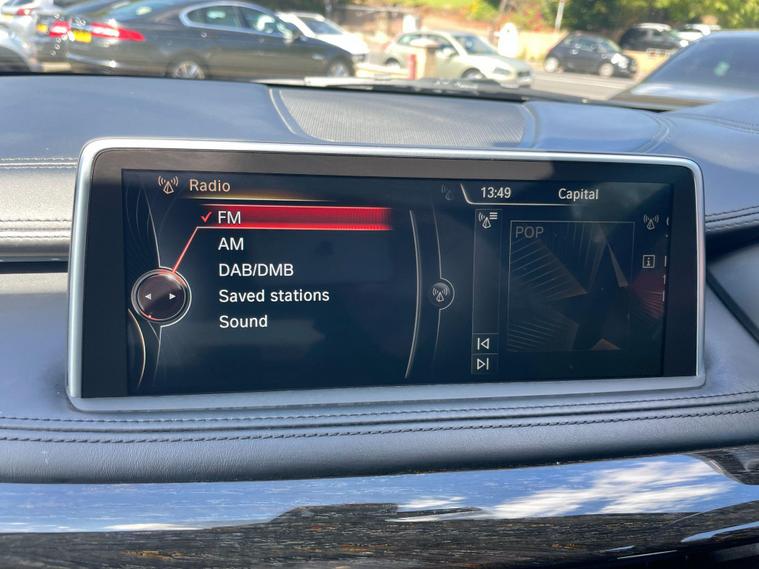 Radio
13:49
Capital
FM
AM
DAB/DMB
Saved stations
Sound
POP